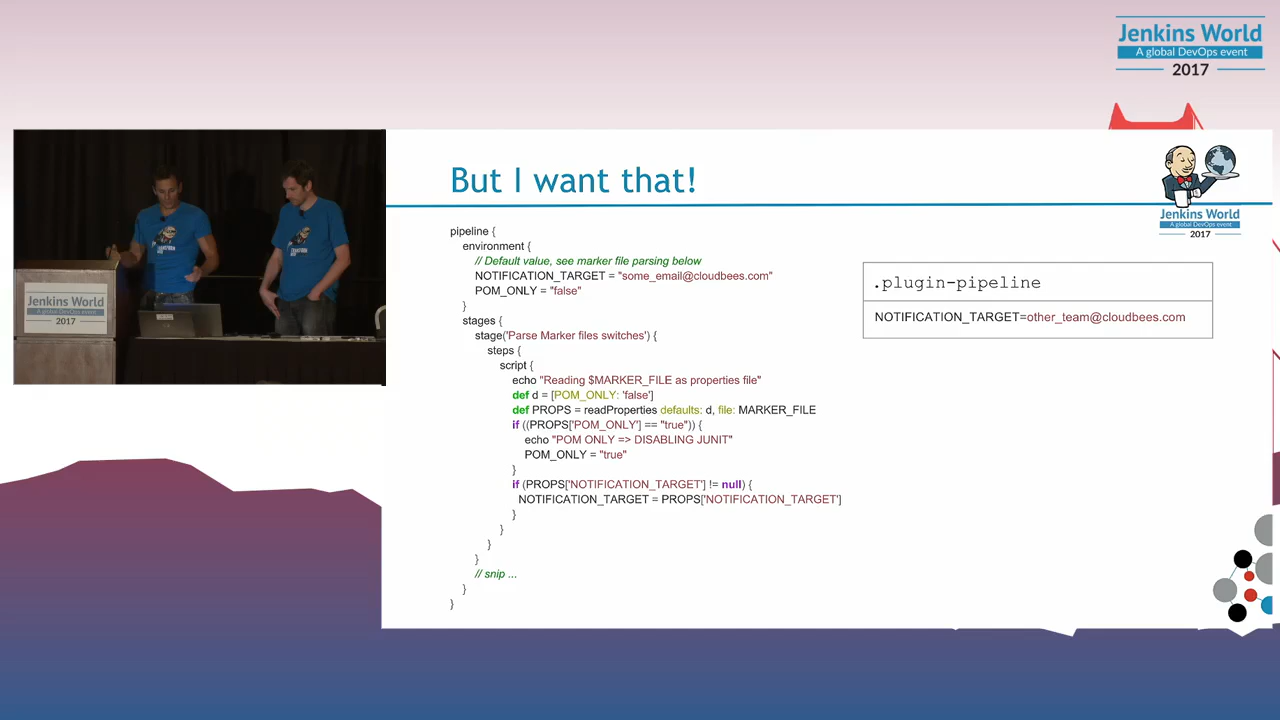 Jenkins World
A global DevOps event
2017
But I want that!
Jenkins World
A global DevOps event
2017
pipeline {
environment {
// Default value, see marker file parsing below
NOTIFICATION_TARGET = "some_email@cloudbees.com"
POM_ONLY = "false"
}
stages {
stage('Parse Marker files switches') {
steps {
script {
echo "Reading $MARKER_FILE as properties file"
def d = [POM_ONLY: 'false']
def PROPS = readProperties defaults: d, file: MARKER_FILE
if ((PROPS['POM_ONLY'] == "true")) {
echo "POM ONLY => DISABLING JUNIT"
POM_ONLY = "true"
}
if (PROPS['NOTIFICATION_TARGET'] != null) {
NOTIFICATION_TARGET = PROPS['NOTIFICATION_TARGET']
}
}
}
}
// snip ...
}
}
.plugin-pipeline
NOTIFICATION_TARGET=other_team@cloudbees.com
Jenkins World
2017